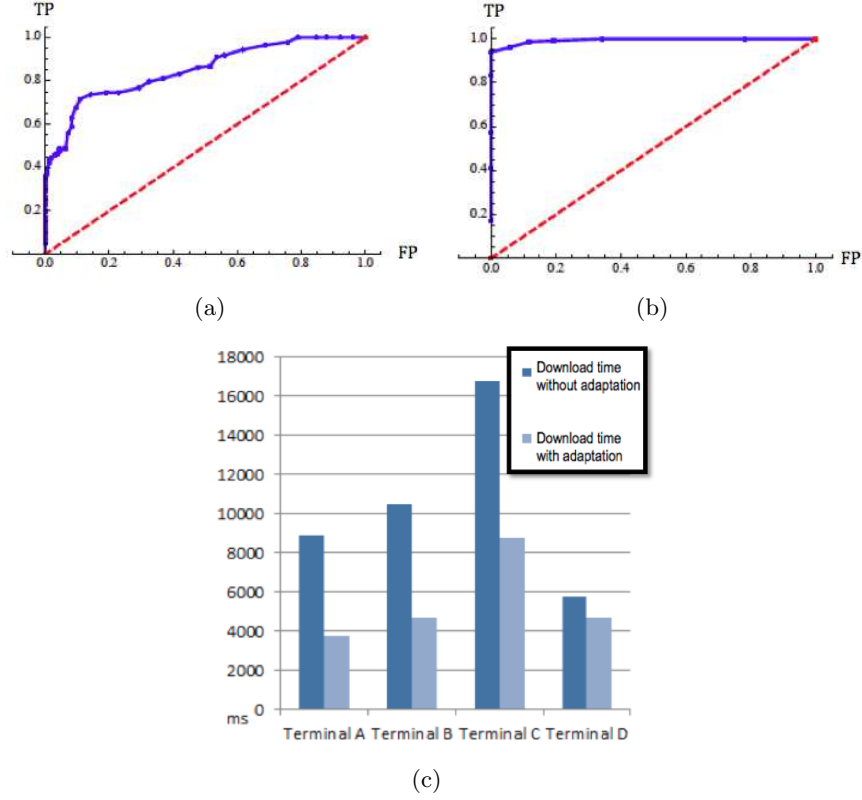 TP
1.0
0.8
0.6
0.4
0.2
0.0 0.2 0.4 0.6 0.8 1.0
FP
(a)
TP
1.0
0.8
0.6
0.4
0.2
0.0 0.2 0.4 0.6 0.8 1.0
FP
(b)
18000
16000
14000
12000
10000
8000
6000
4000
2000
0
ms
Terminal A Terminal B Terminal C Terminal D
Download time
without adaptation
Download time
with adaptation
(c)